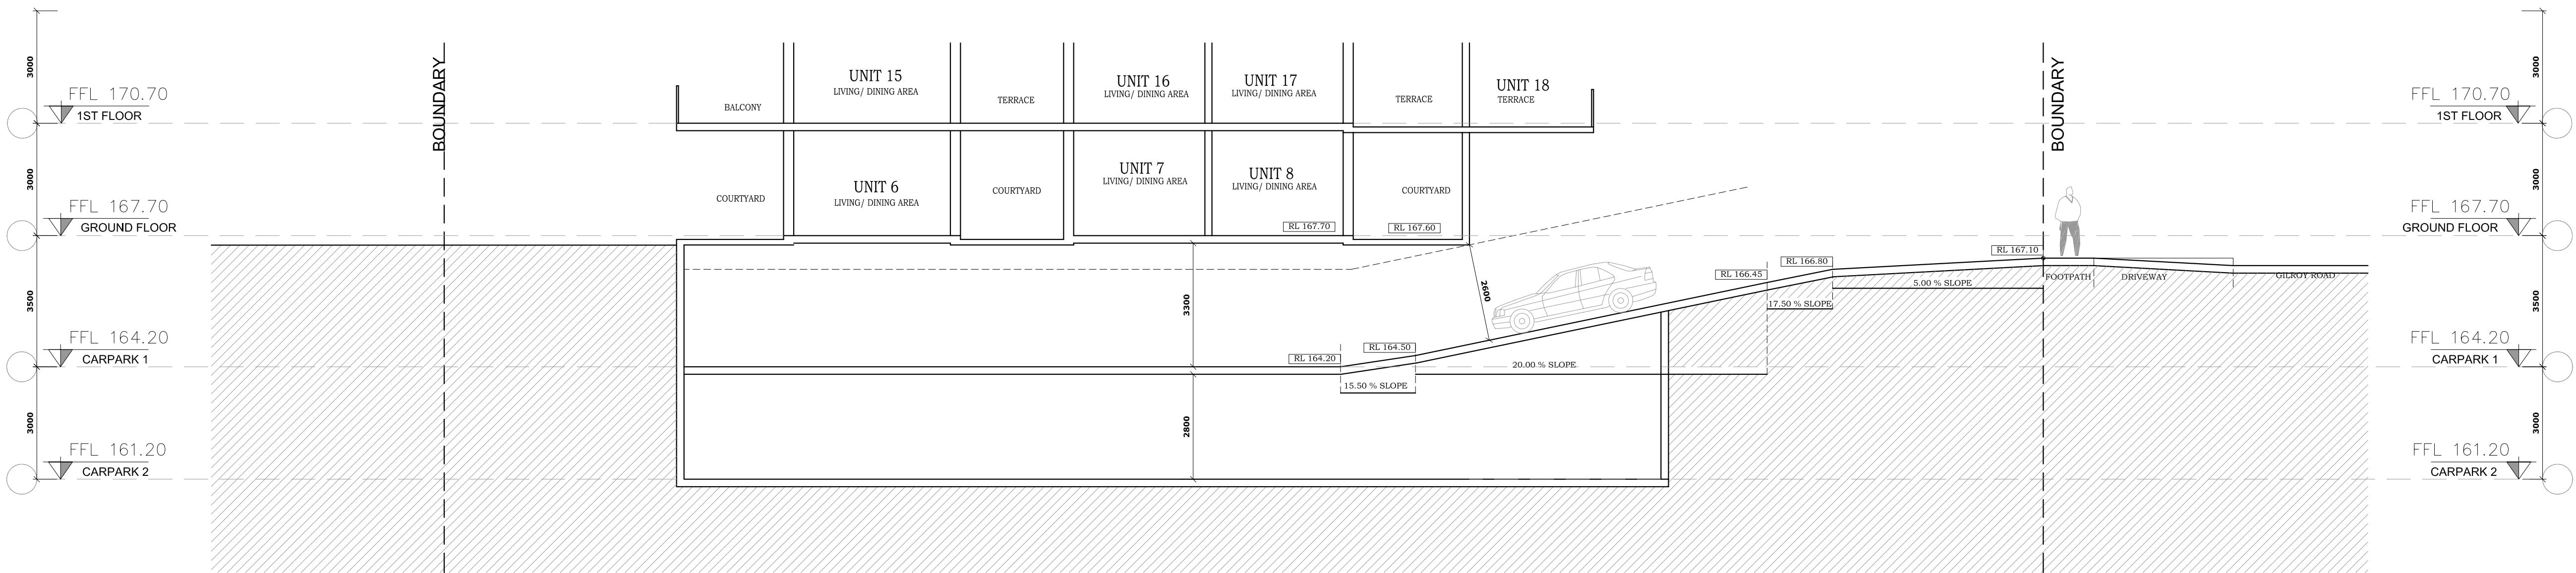 3000
FFL 170.70
1ST FLOOR
3000
FFL 167.70
GROUND FLOOR
3500
FFL 164.20
CARPARK 1
3000
FFL 161.20
CARPARK 2
BOUNDARY
BALCONY
UNIT 15
LIVING/ DINING AREA
TERRACE
UNIT 16
LIVING/ DINING AREA
UNIT 17
LIVING/ DINING AREA
TERRACE
UNIT 18
TERRACE
COURTYARD
UNIT 6
LIVING/ DINING AREA
COURTYARD
UNIT 7
LIVING/ DINING AREA
UNIT 8
LIVING/ DINING AREA
RL 167.70
COURTYARD
RL 167.60
3300
2800
2600
RL 164.20
RL 164.50
15.50 % SLOPE
20.00 % SLOPE
RL 166.45
17.50 % SLOPE
RL 166.80
5.00 % SLOPE
RL 167.10
BOUNDARY
FOOTPATH
DRIVEWAY
GILROY ROAD
3000
FFL 170.70
1ST FLOOR
3000
FFL 167.70
GROUND FLOOR
3500
FFL 164.20
CARPARK 1
3000
FFL 161.20
CARPARK 2